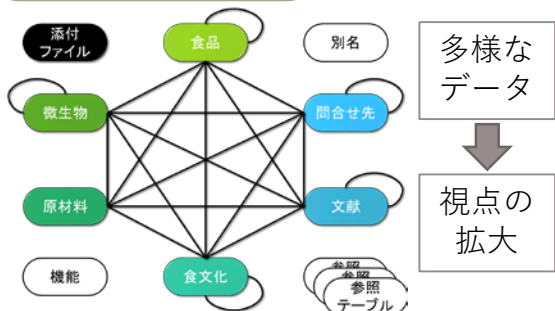 添付
ファイル
食品
別名
多様な
データ
微生物
問合せ先
原材料
文献
視点の
拡大
機能
食文化
参照
参照
参照
テーブル